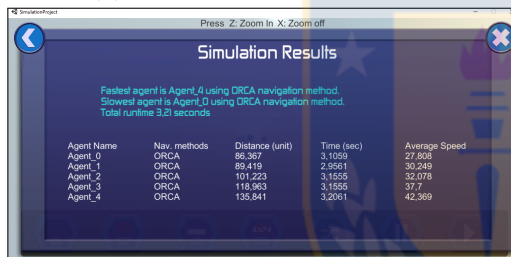 SimulationProject
Press Z: Zoom In X: Zoom off
Simulation Results
Fastest agent is Agent_4 using ORCA navigation method.
Slowest agent is Agent_0 using ORCA navigation method.
Total runtime 3,21 seconds
Agent Name Nav. methods Distance (unit) Time (sec) Average Speed
Agent_0 ORCA 86,367 3,1059 27,808
Agent_1 ORCA 89,419 2,9561 30,249
Agent_2 ORCA 101,223 3,1555 32,078
Agent_3 ORCA 118,963 3,1555 37,7
Agent_4 ORCA 135,841 3,2061 42,369